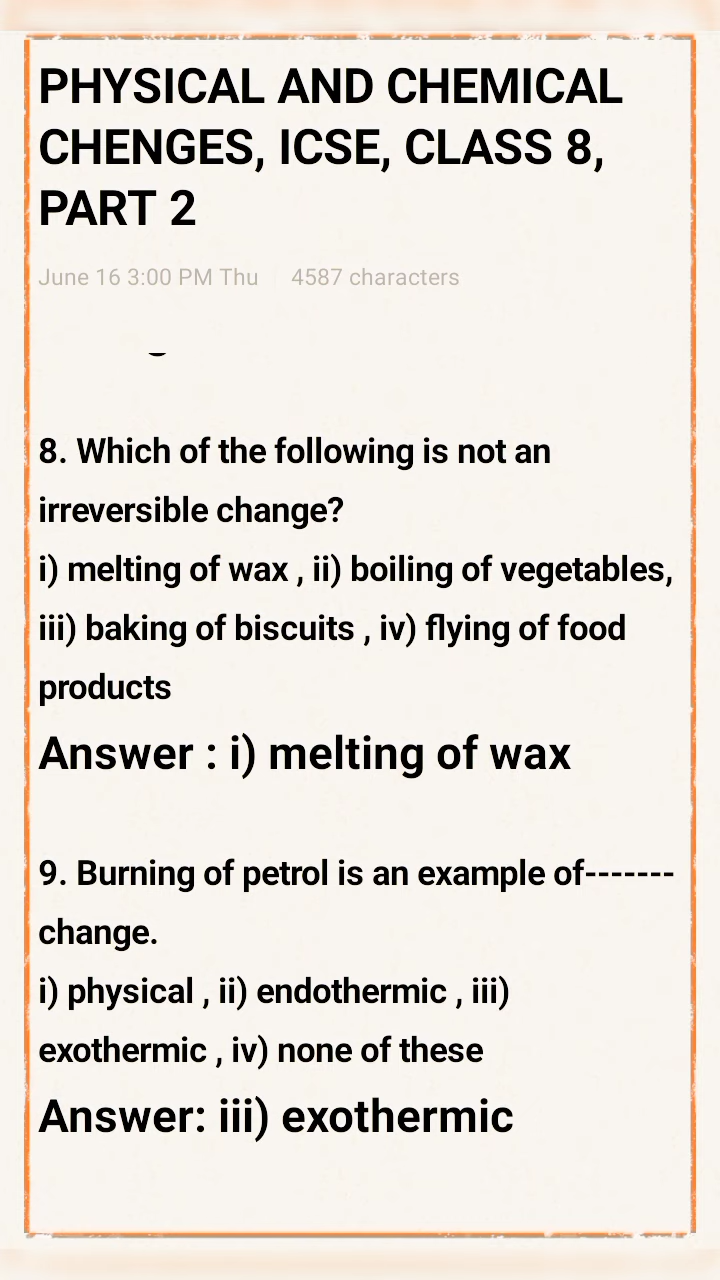 PHYSICAL AND CHEMICAL
CHENGES, ICSE, CLASS 8,
PART 2
June 16 3:00 PM Thu | 4587 characters
8. Which of the following is not an
irreversible change?
i) melting of wax , ii) boiling of vegetables,
iii) baking of biscuits , iv) flying of food
products
Answer : i) melting of wax
9. Burning of petrol is an example of-------
change.
i) physical , ii) endothermic , iii)
exothermic , iv) none of these
Answer: iii) exothermic